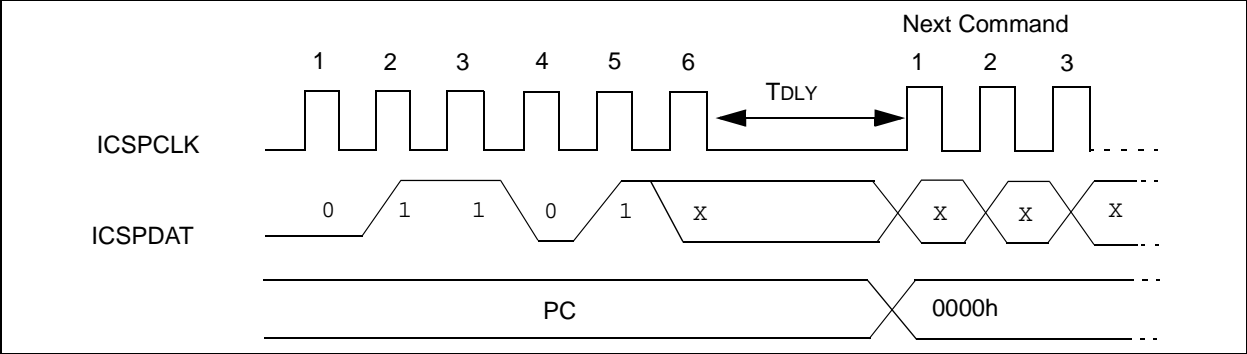 Next Command
1 2 3 4 5 6 1 2 3
TDLY
ICSPCLK
0 1 1 0 1 X X X X
ICSPDAT
PC 0000h